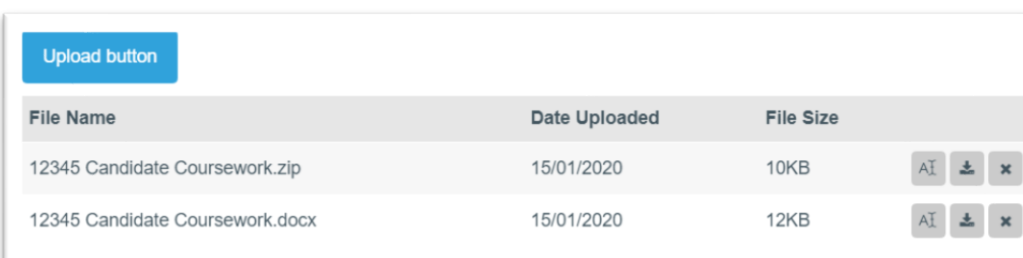 Upload button
File Name Date Uploaded File Size
12345 Candidate Coursework.zip 15/01/2020 10KB
12345 Candidate Coursework.docx 15/01/2020 12KB